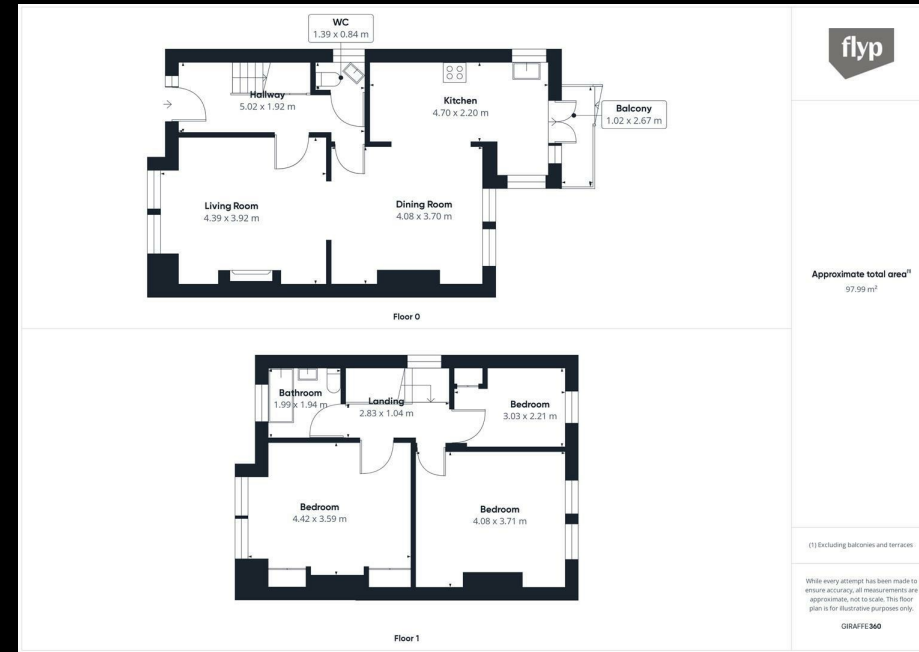 WC
1.39 x 0.84 m
Hallway
5.02 x 1.92 m
Kitchen
4.70 x 2.20 m
Balcony
1.02 x 2.67 m
Living Room
4.39 x 3.92 m
Dining Room
4.08 x 3.70 m
Floor 0
Bathroom
1.99 x 1.94 m
Landing
2.83 x 1.04 m
Bedroom
3.03 x 2.21 m
Bedroom
4.42 x 3.59 m
Bedroom
4.08 x 3.71 m
Floor 1
flyp
Approximate total area(1)
97.99 m²
(1) Excluding balconies and terraces
While every attempt has been made to
ensure accuracy, all measurements are
approximate, not to scale. This floor
plan is for illustrative purposes only.
GIRAFFE360